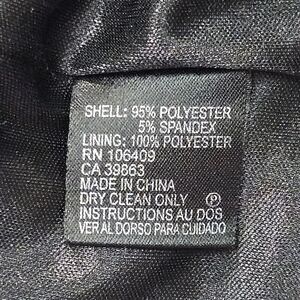 SHELL: 95% POLYESTER
5% SPANDEX
LINING: 100% POLYESTER
RN 106409
CA 39863
MADE IN CHINA
DRY CLEAN ONLY Ⓟ
INSTRUCTIONS AU DOS
VER AL DORSO PARA CUIDADO